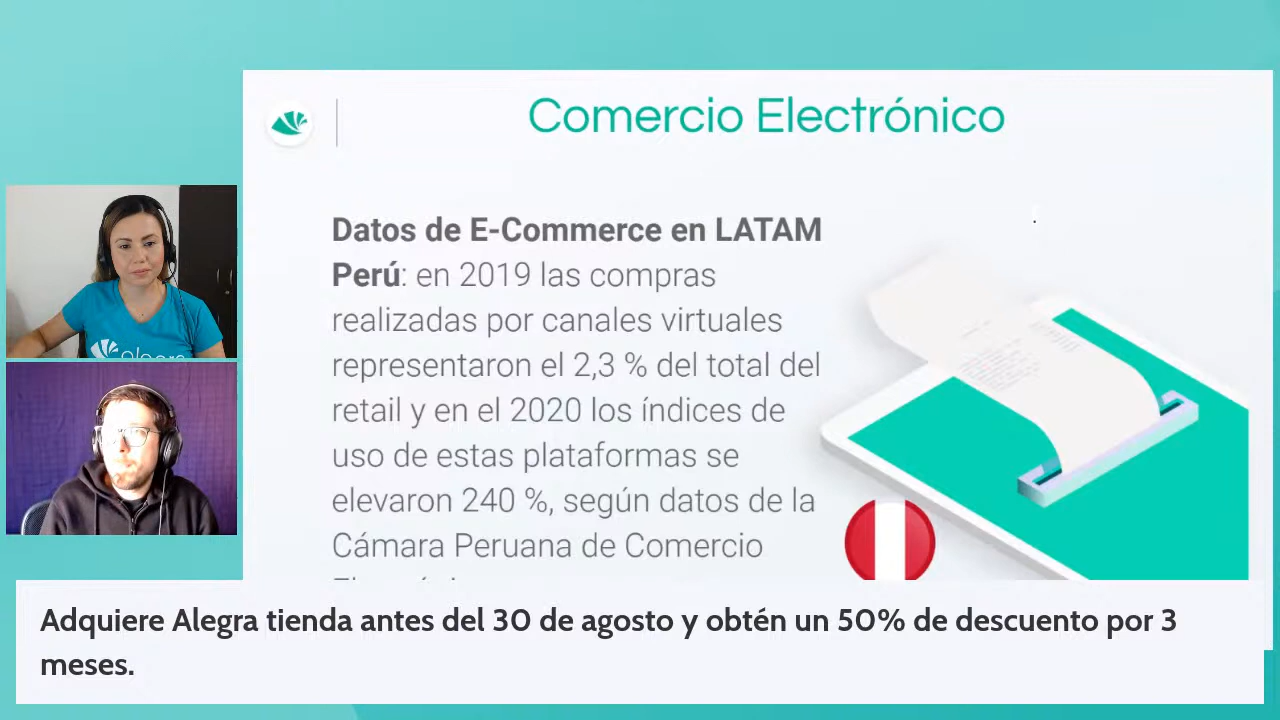 Comercio Electrónico
Datos de E-Commerce en LATAM
Perú: en 2019 las compras
realizadas por canales virtuales
representaron el 2,3 % del total del
retail y en el 2020 los índices de
uso de estas plataformas se
elevaron 240 %, según datos de la
Cámara Peruana de Comercio
alegra
Adquiere Alegra tienda antes del 30 de agosto y obtén un 50% de descuento por 3
meses.